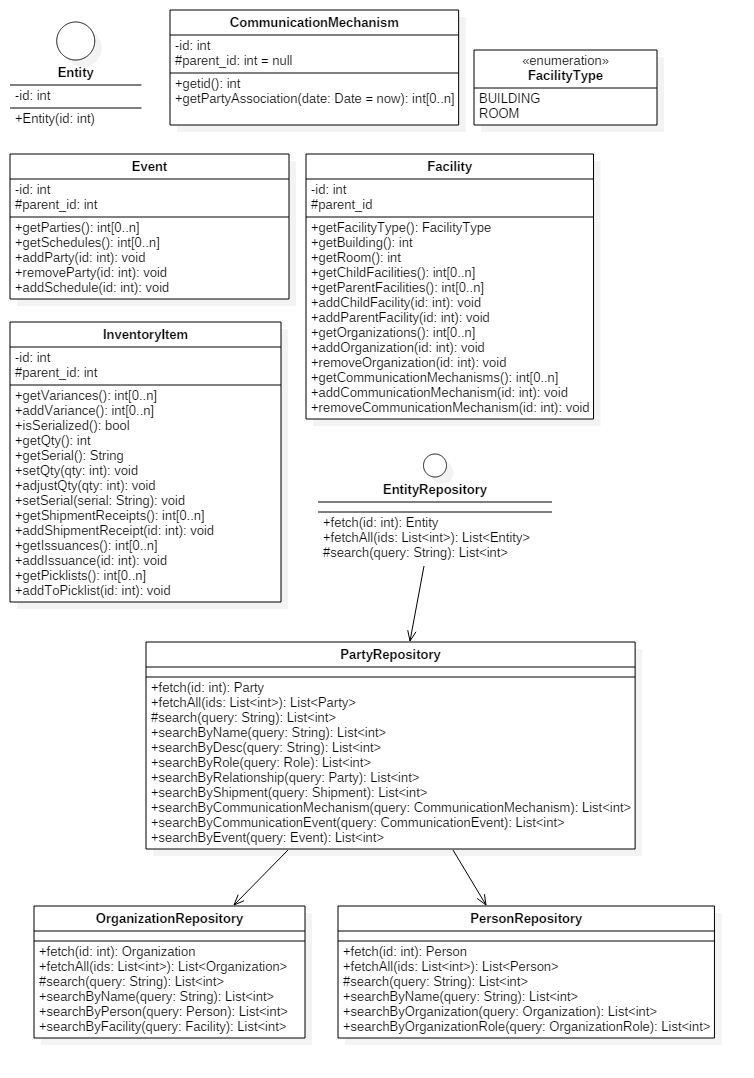 Entity
-id: int
+Entity(id: int)
CommunicationMechanism
-id: int
#parent_id: int = null
+getid(): int
+getPartyAssociation(date: Date = now): int[0..n]
«enumeration»
FacilityType
BUILDING
ROOM
Event
-id: int
#parent_id: int
+getParties(): int[0..n]
+getSchedules(): int[0..n]
+addParty(id: int): void
+removeParty(id: int): void
+addSchedule(id: int): void
Facility
-id: int
#parent_id
+getFacilityType(): FacilityType
+getBuilding(): int
+getRoom(): int
+getChildFacilities(): int[0..n]
+getParentFacilities(): int[0..n]
+addChildFacility(id: int): void
+addParentFacility(id: int): void
+getOrganizations(): int[0..n]
+addOrganization(id: int): void
+removeOrganization(id: int): void
+getCommunicationMechanisms(): int[0..n]
+addCommunicationMechanism(id: int): void
+removeCommunicationMechanism(id: int): void
InventoryItem
-id: int
#parent_id: int
+getVariances(): int[0..n]
+addVariance(): int[0..n]
+isSerialized(): bool
+getQty(): int
+getSerial(): String
+setQty(qty: int): void
+adjustQty(qty: int): void
+setSerial(serial: String): void
+getShipmentReceipts(): int[0..n]
+addShipmentReceipt(id: int): void
+getIssuances(): int[0..n]
+addIssuance(id: int): void
+getPicklists(): int[0..n]
+addToPicklist(id: int): void
EntityRepository
+fetch(id: int): Entity
+fetchAll(ids: List<int>): List<Entity>
#search(query: String): List<int>
PartyRepository
+fetch(id: int): Party
+fetchAll(ids: List<int>): List<Party>
#search(query: String): List<int>
+searchByName(query: String): List<int>
+searchByDesc(query: String): List<int>
+searchByRole(query: Role): List<int>
+searchByRelationship(query: Party): List<int>
+searchByShipment(query: Shipment): List<int>
+searchByCommunicationMechanism(query: CommunicationMechanism): List<int>
+searchByCommunicationEvent(query: CommunicationEvent): List<int>
+searchByEvent(query: Event): List<int>
OrganizationRepository
+fetch(id: int): Organization
+fetchAll(ids: List<int>): List<Organization>
#search(query: String): List<int>
+searchByName(query: String): List<int>
+searchByPerson(query: Person): List<int>
+searchByFacility(query: Facility): List<int>
PersonRepository
+fetch(id: int): Person
+fetchAll(ids: List<int>): List<Person>
#search(query: String): List<int>
+searchByName(query: String): List<int>
+searchByOrganization(query: Organization): List<int>
+searchByOrganizationRole(query: OrganizationRole): List<int>